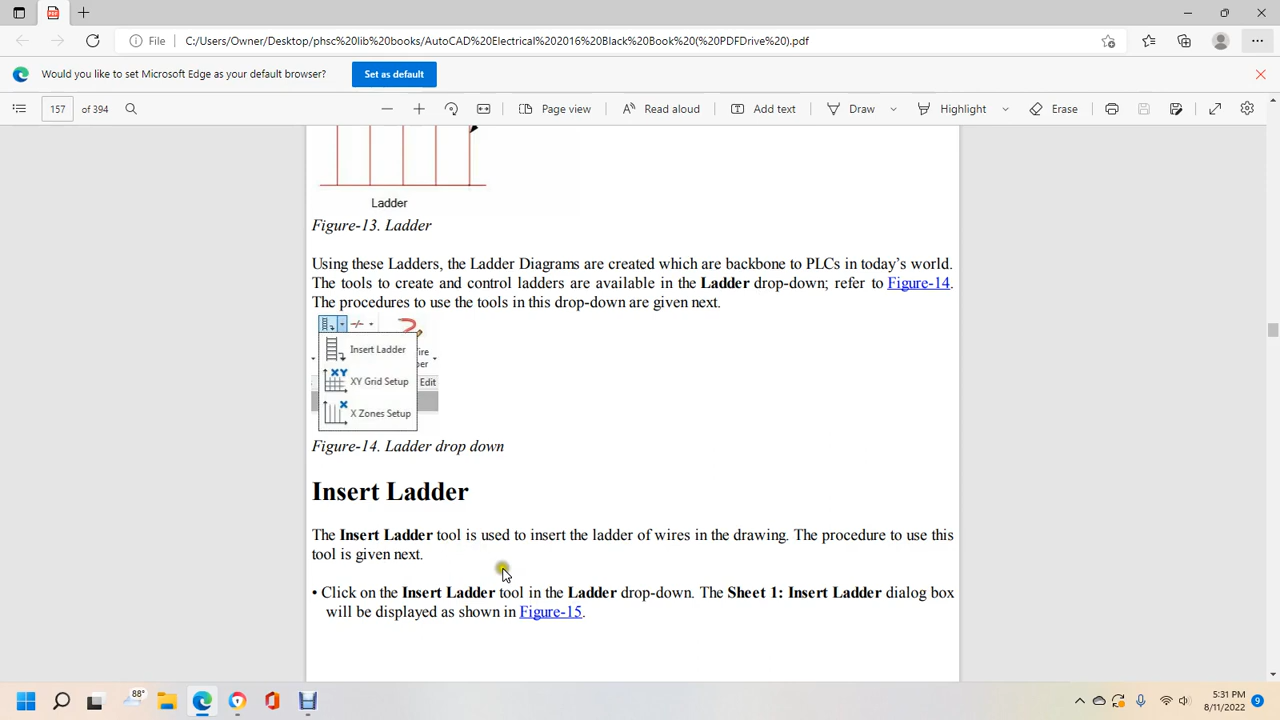 File C:/Users/Owner/Desktop/phsc%20lib%20books/AutoCAD%20Electrical%202016%20Black%20Book%20(%20PDFDrive%20).pdf
Would you like to set Microsoft Edge as your default browser? Set as default
157 of 394 Page view Read aloud Add text Draw Highlight Erase
Ladder
Figure-13. Ladder
Using these Ladders, the Ladder Diagrams are created which are backbone to PLCs in today's world.
The tools to create and control ladders are available in the Ladder drop-down; refer to Figure-14.
The procedures to use the tools in this drop-down are given next.
Insert Ladder
ire
per
XY
XY Grid Setup
Edit
X
X Zones Setup
Figure-14. Ladder drop down
Insert Ladder
The Insert Ladder tool is used to insert the ladder of wires in the drawing. The procedure to use this
tool is given next.
• Click on the Insert Ladder tool in the Ladder drop-down. The Sheet 1: Insert Ladder dialog box
will be displayed as shown in Figure-15.
88°
5:31 PM
8/11/2022
9